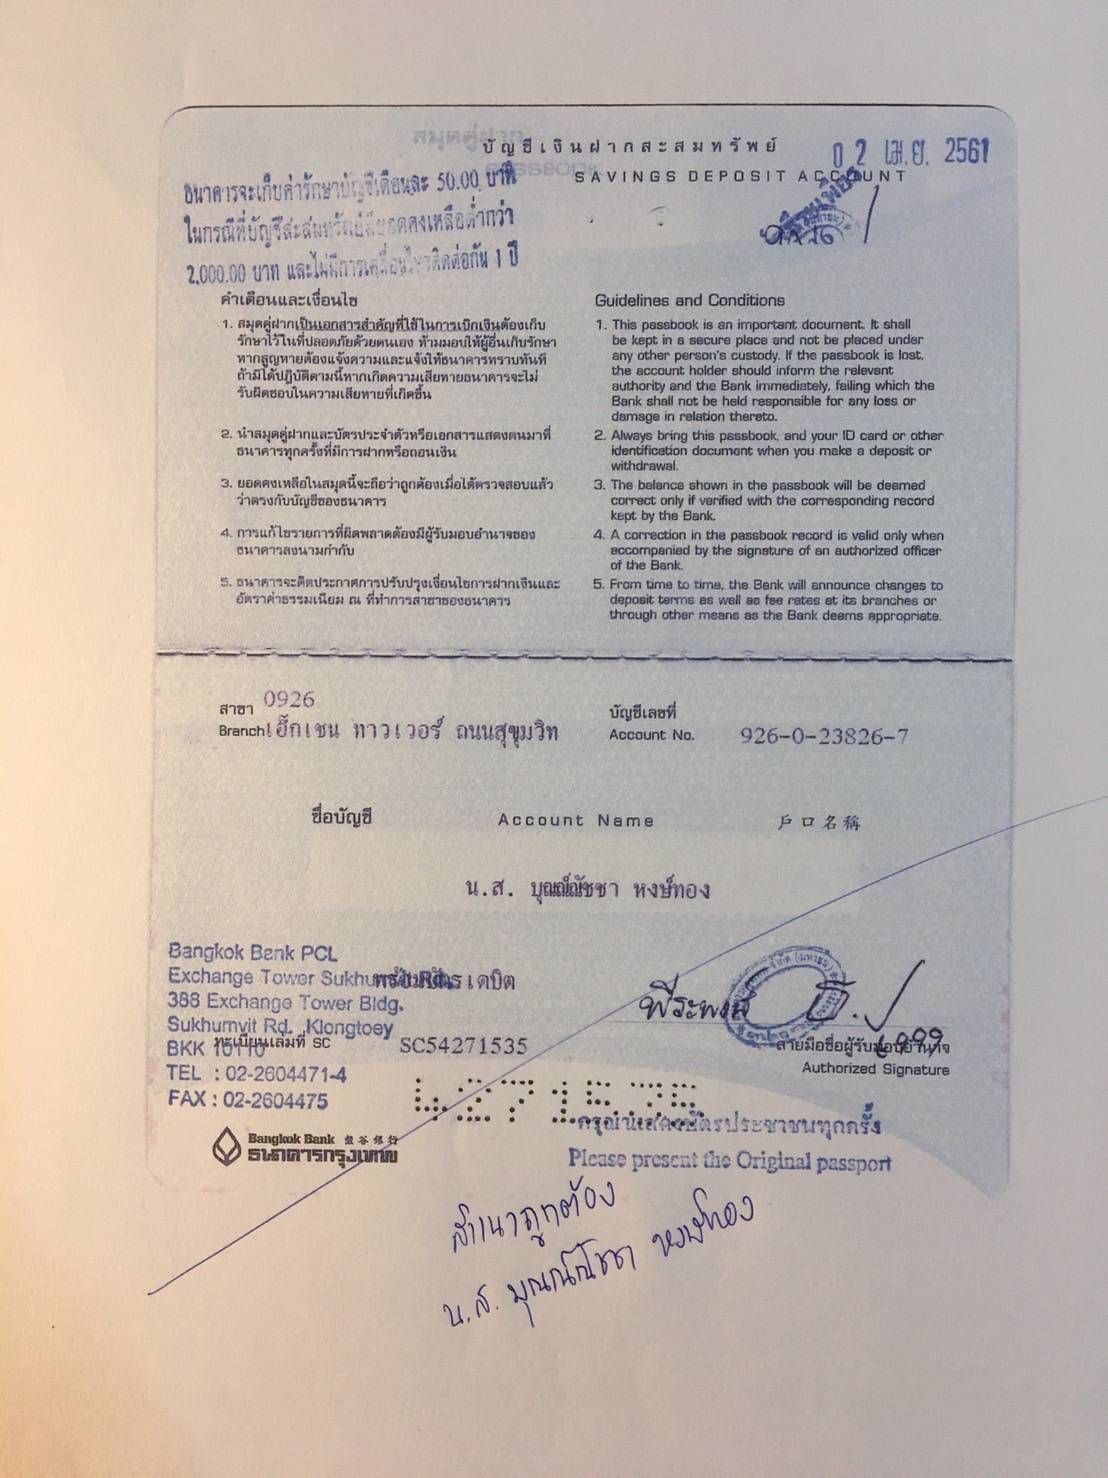 บัญชีเงินฝากสะสมทรัพย์
SAVINGS DEPOSIT ACCOUNT
0 2 เม.ย. 2561
ธนาคารจะเก็บค่ารักษาบัญชีเดือนละ 50.00 บาท
ในกรณีที่บัญชีสะสมทรัพย์มียอดคงเหลือต่ำกว่า
2,000.00 บาท และไม่มีการเคลื่อนไหวติดต่อกัน 1 ปี
คำเตือนและเงื่อนไข
1. สมุดคู่ฝากเป็นเอกสารสำคัญที่ใช้ในการเบิกเงินต้องเก็บ
รักษาไว้ในที่ปลอดภัยด้วยตนเอง ห้ามมอบให้ผู้อื่นเก็บรักษา
หากสูญหายต้องแจ้งความและแจ้งให้ธนาคารทราบทันที
ถ้ามิได้ปฏิบัติตามนี้หากเกิดความเสียหายธนาคารจะไม่
รับผิดชอบในความเสียหายที่เกิดขึ้น
2. นำสมุดคู่ฝากและบัตรประจำตัวหรือเอกสารแสดงตนมาที่
ธนาคารทุกครั้งที่มีการฝากหรือถอนเงิน
3. ยอดคงเหลือในสมุดนี้จะถือว่าถูกต้องเมื่อได้ตรวจสอบแล้ว
ว่าตรงกับบัญชีของธนาคาร
4. การแก้ไขรายการที่ผิดพลาดต้องมีผู้รับมอบอำนาจของ
ธนาคารลงนามกำกับ
5. ธนาคารจะติดประกาศการปรับปรุงเงื่อนไขการฝากเงินและ
อัตราค่าธรรมเนียม ณ ที่ทำการสาขาของธนาคาร
Guidelines and Conditions
1. This passbook is an important document. It shall
be kept in a secure place and not be placed under
any other person's custody. If the passbook is lost,
the account holder should inform the relevant
authority and the Bank immediately, failing which the
Bank shall not be held responsible for any loss or
damage in relation thereto.
2. Always bring this passbook, and your ID card or other
identification document when you make a deposit or
withdrawal.
3. The balance shown in the passbook will be deemed
correct only if verified with the corresponding record
kept by the Bank.
4. A correction in the passbook record is valid only when
accompanied by the signature of an authorized officer
of the Bank.
5. From time to time, the Bank will announce changes to
deposit terms as well as fee rates at its branches or
through other means as the Bank deems appropriate.
สาขา 0926
Branch เอ็กเชน ทาวเวอร์ ถนนสุขุมวิท
บัญชีเลขที่
Account No. 926-0-23826-7
ชื่อบัญชี Account Name 戶口名稱
น.ส. บุณณ์ณัชชา หงษ์ทอง
Bangkok Bank PCL
Exchange Tower Sukhumvit Rd.
พร้อมบัตรเดบิต
388 Exchange Tower Bldg.
Sukhumvit Rd. ,Klongtoey
BKK 10110
TEL : 02-2604471-4
FAX : 02-2604475
ทะเบียนเล่มที่ SC SC54271535
พีระพงษ์
ลายมือชื่อผู้รับมอบอำนาจ
Authorized Signature
Bangkok Bank 盤谷銀行
ธนาคารกรุงเทพ
กรุณาแสดงบัตรประชาชนทุกครั้ง
Please present the Original passport
สำเนาถูกต้อง
น.ส. บุณณ์ณัชชา หงษ์ทอง